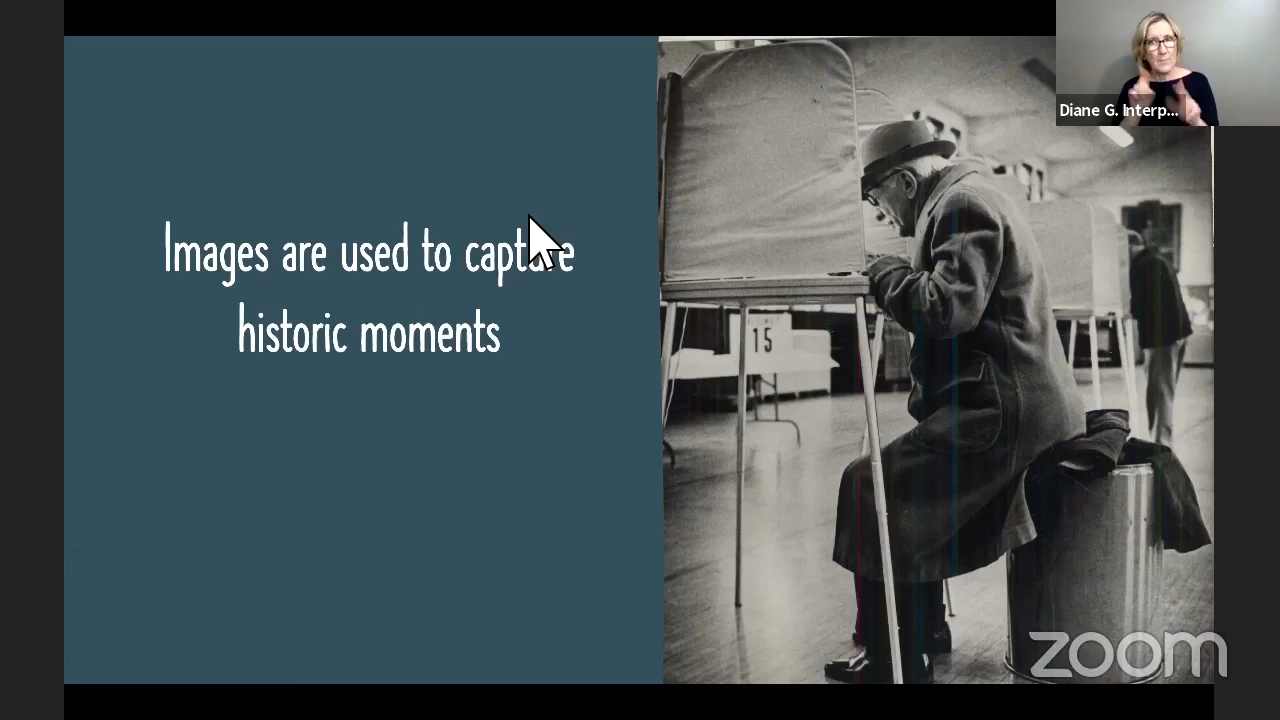 Images are used to capture
historic moments
15
Diane G. Interp...
zoom